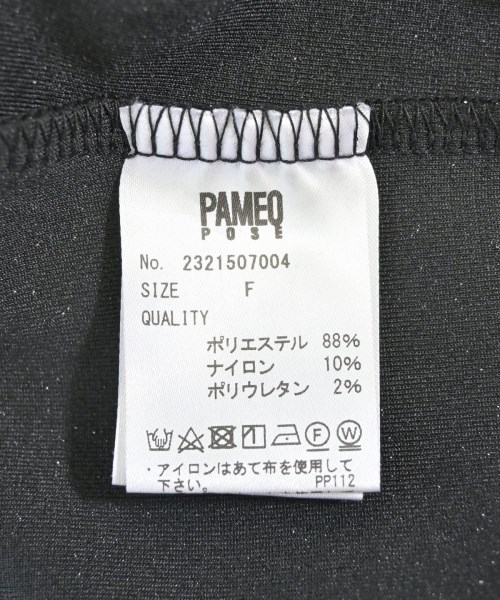 PAMEO
POSE
No. 2321507004
SIZE F
QUALITY
ポリエステル 88%
ナイロン 10%
ポリウレタン 2%
F W
・アイロンはあて布を使用して
下さい。 PP112